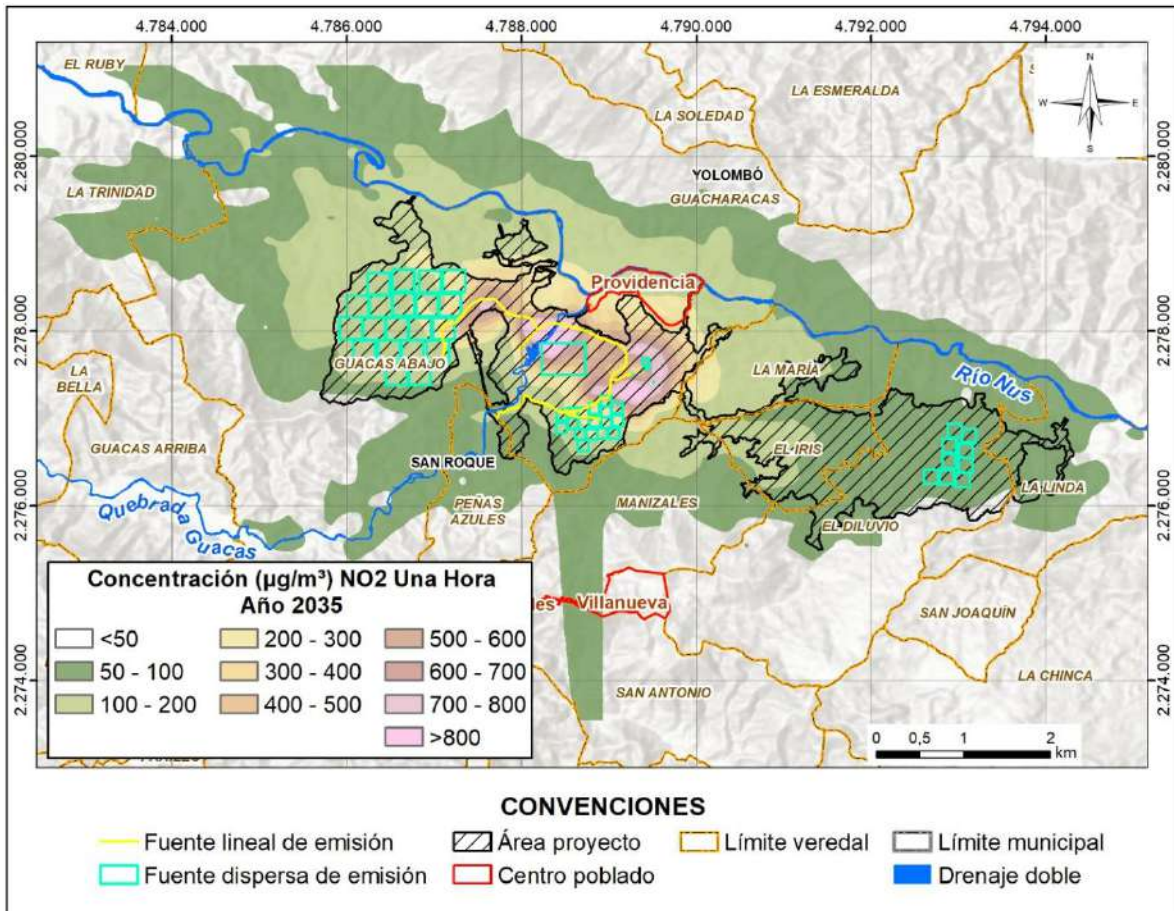 4.784.000 4.786.000 4.788.000 4.790.000 4.792.000 4.794.000
EL RUBY
LA ESMERALDA
LA SOLEDAD
N
W E
S
2.280.000 2.280.000
LA TRINIDAD
YOLOMBÓ
GUACHARACAS
Providencia
2.278.000 2.278.000
GUACAS ABAJO
LA MARÍA
LA BELLA
Río Nus
GUACAS ARRIBA
EL IRIS
SAN ROQUE
LA LINDA
PEÑAS AZULES
MANIZALES
2.276.000 2.276.000
Quebrada Guacas
EL DILUVIO
Concentración (µg/m³) NO2 Una Hora
Año 2035
<50 200 - 300 500 - 600
50 - 100 300 - 400 600 - 700
100 - 200 400 - 500 700 - 800
>800
les Villanueva
SAN JOAQUÍN
LA CHINCA
SAN ANTONIO
2.274.000 2.274.000
0 0,5 1 2
km
CONVENCIONES
Fuente lineal de emisión Área proyecto Límite veredal Límite municipal
Fuente dispersa de emisión Centro poblado Drenaje doble